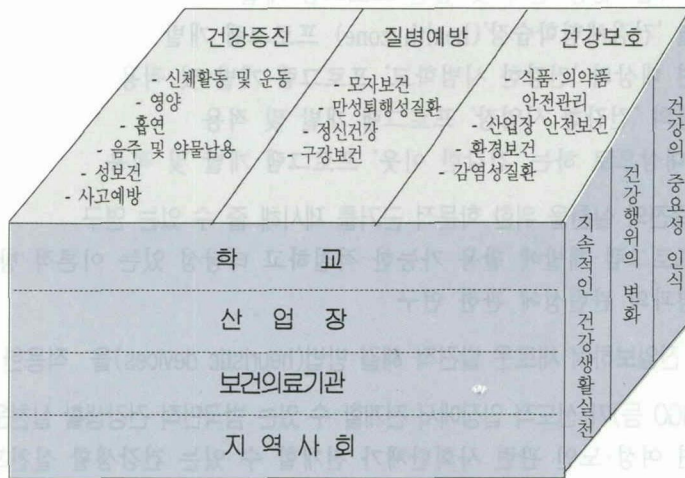 건강증진
질병예방
건강보호
- 신체활동 및 운동
- 영양
- 흡연
- 음주 및 약물남용
- 성보건
- 사고예방
- 모자보건
- 만성퇴행성질환
- 정신건강
- 구강보건
- 식품·의약품
안전관리
- 산업장 안전보건
- 환경보건
- 감염성질환
학 교
산 업 장
보건의료기관
지 역 사 회
지속적인 건강생활실천
건강행위의 변화
건강의 중요성 인식